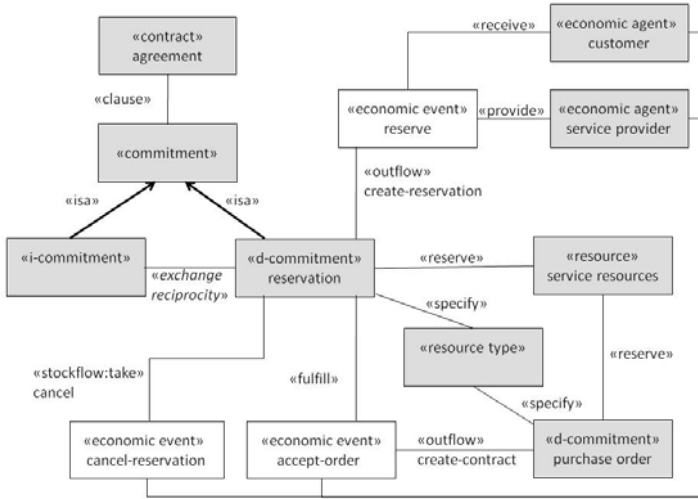 «contract»
agreement
«receive»
«economic agent»
customer
«clause»
«economic event»
reserve
«provide»
«economic agent»
service provider
«commitment»
«outflow»
create-reservation
«isa»
«isa»
«i-commitment»
«exchange
reciprocity»
«d-commitment»
reservation
«reserve»
«resource»
service resources
«specify»
«resource type»
«reserve»
«stockflow:take»
cancel
«fulfill»
«specify»
«economic event»
cancel-reservation
«economic event»
accept-order
«outflow»
create-contract
«d-commitment»
purchase order